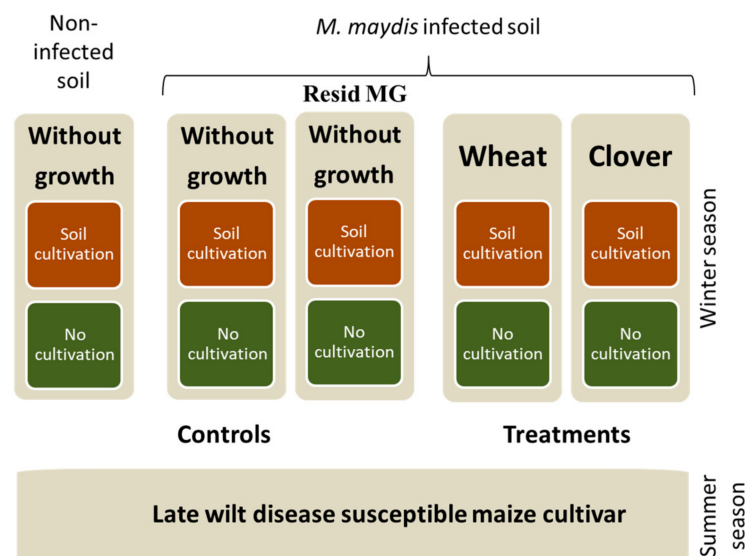 Non-
infected
soil
M. maydis infected soil
Resid MG
Without
growth
Without
growth
Without
growth
Wheat
Clover
Soil
cultivation
Soil
cultivation
Soil
cultivation
Soil
cultivation
Soil
cultivation
No
cultivation
No
cultivation
No
cultivation
No
cultivation
No
cultivation
Winter season
Controls
Treatments
Late wilt disease susceptible maize cultivar
Summer
season